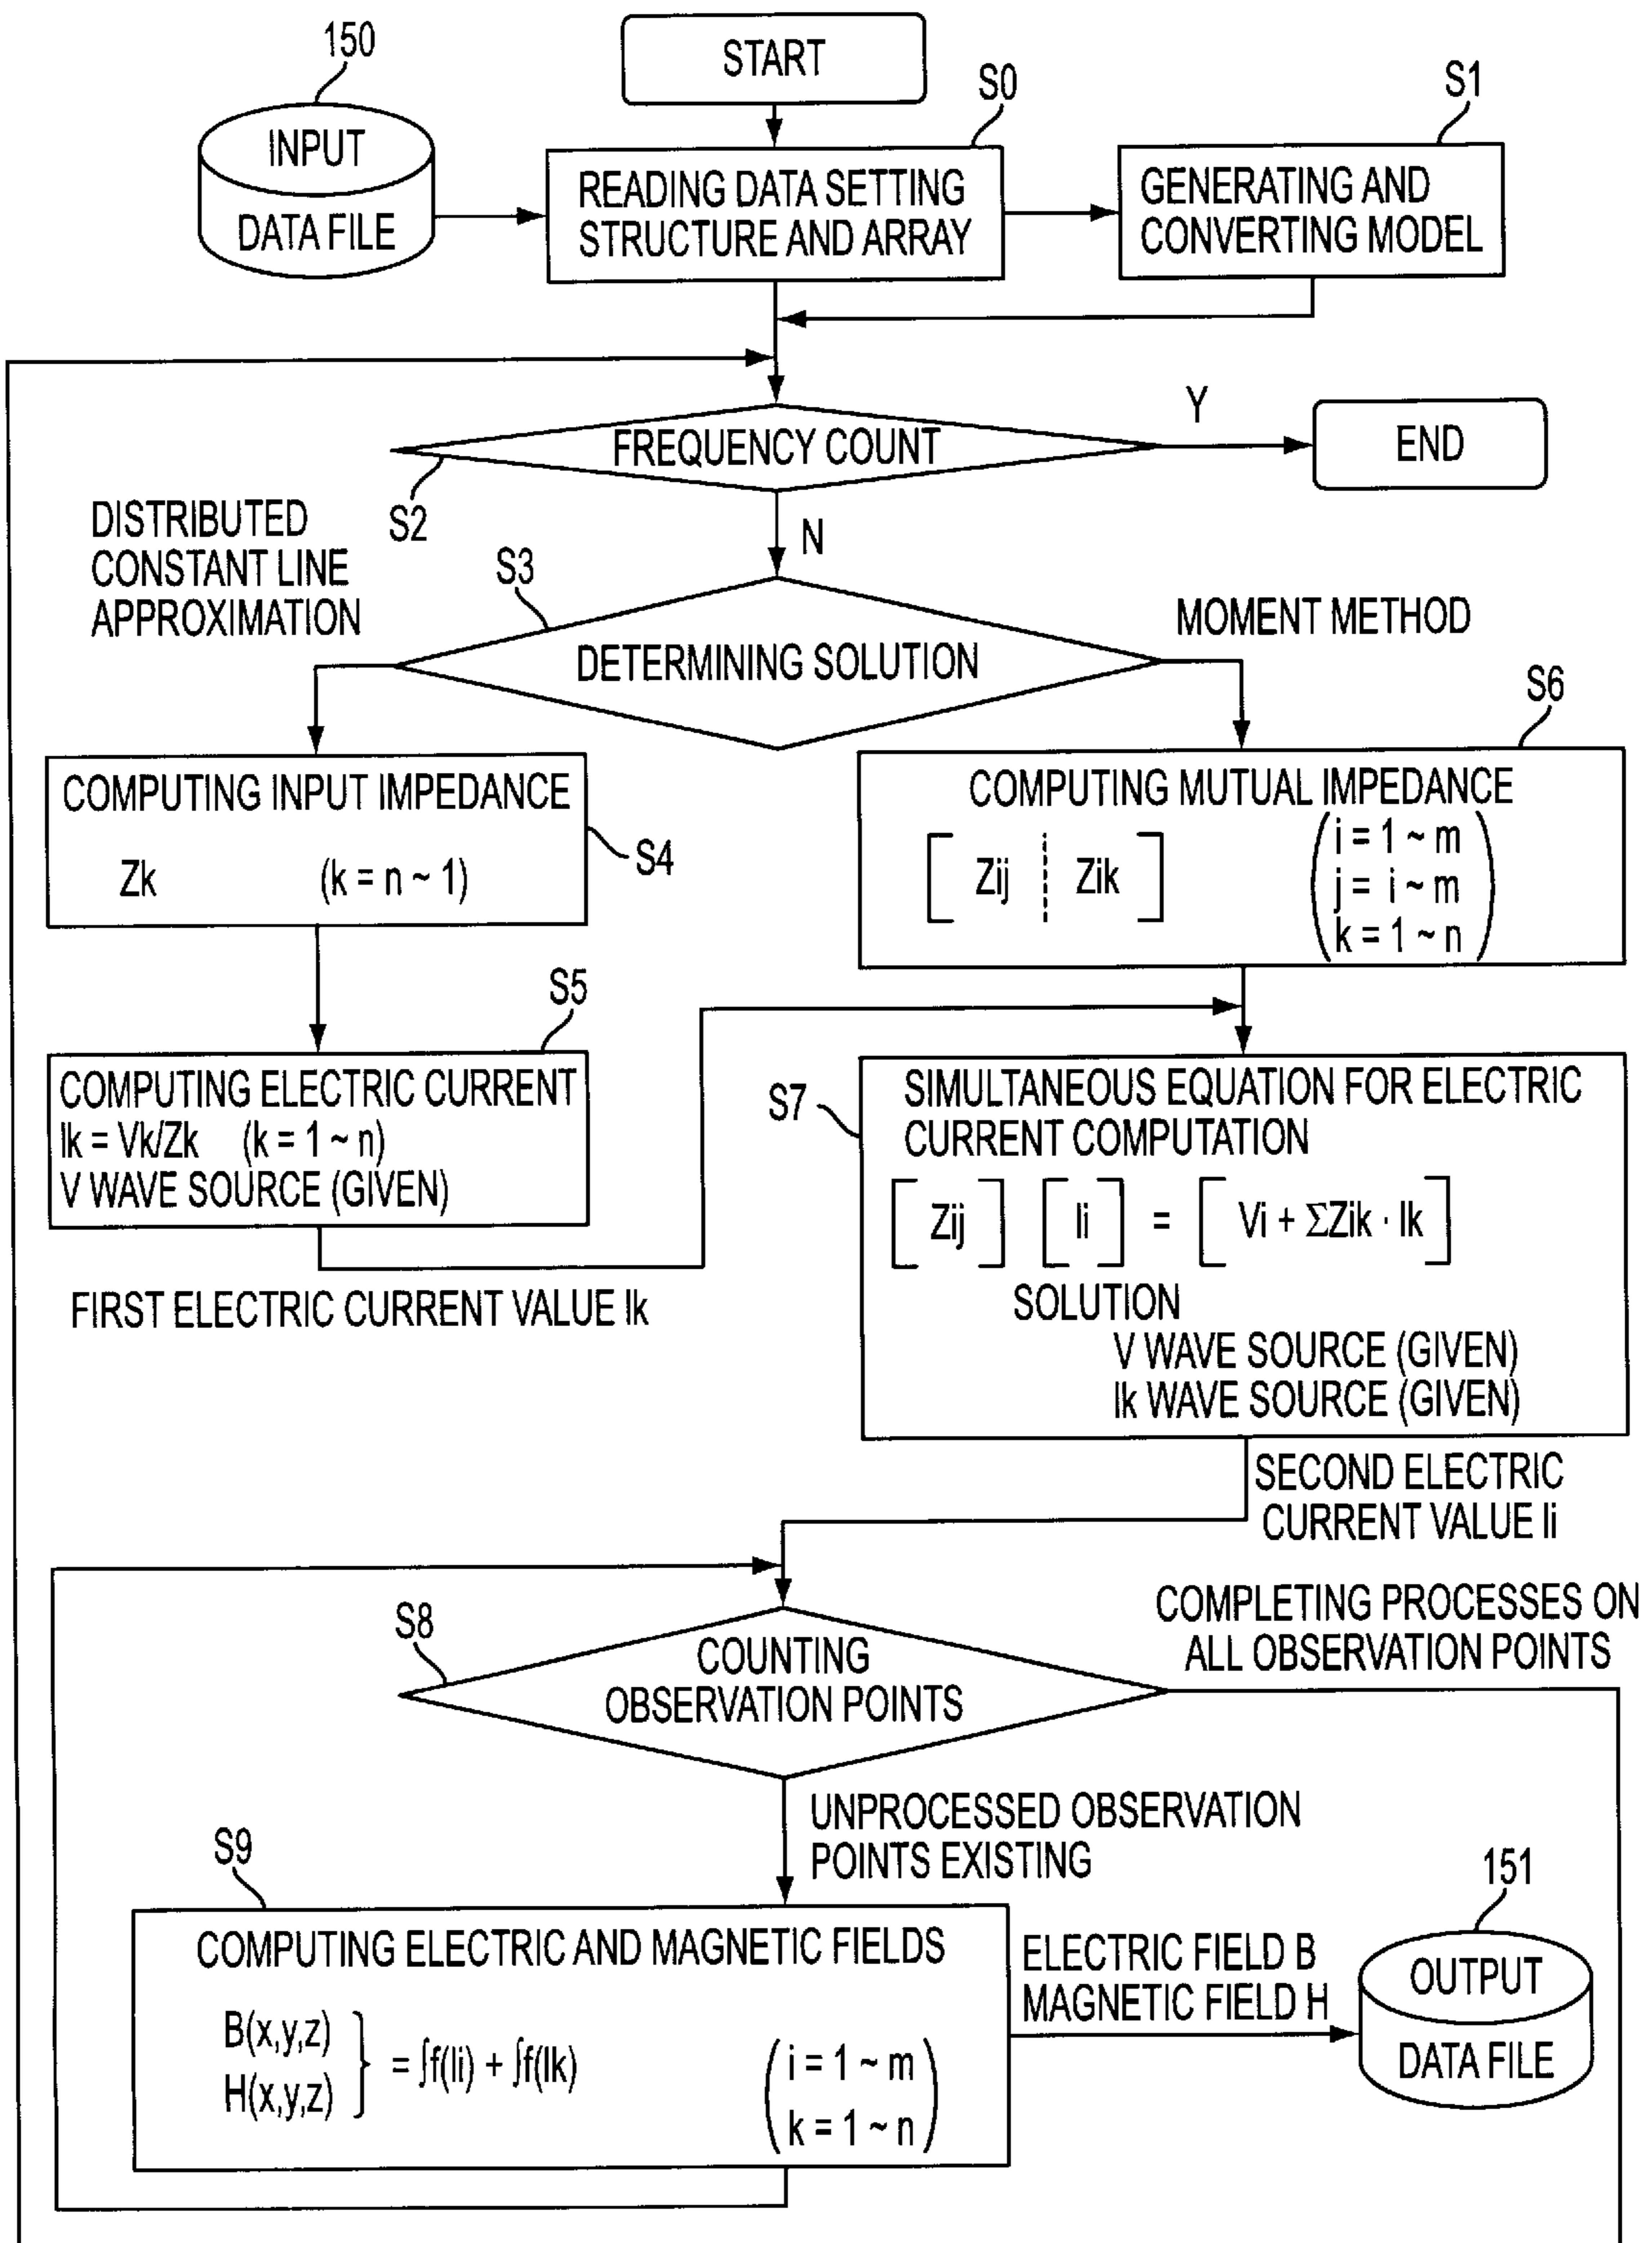 150
START
S0
S1
INPUT
DATA FILE
READING DATA SETTING
STRUCTURE AND ARRAY
GENERATING AND
CONVERTING MODEL
FREQUENCY COUNT
Y
END
S2
N
DISTRIBUTED
CONSTANT LINE
APPROXIMATION
S3
DETERMINING SOLUTION
MOMENT METHOD
S6
COMPUTING INPUT IMPEDANCE
Zk (k = n ~ 1)
S4
COMPUTING MUTUAL IMPEDANCE
[ Zij ¦ Zik ]
i = 1 ~ m
j = i ~ m
k = 1 ~ n
S5
COMPUTING ELECTRIC CURRENT
Ik = Vk/Zk (k = 1 ~ n)
V WAVE SOURCE (GIVEN)
FIRST ELECTRIC CURRENT VALUE Ik
S7
SIMULTANEOUS EQUATION FOR ELECTRIC
CURRENT COMPUTATION
[ Zij ] [ Ii ] = [ Vi + ΣZik · Ik ]
SOLUTION
V WAVE SOURCE (GIVEN)
Ik WAVE SOURCE (GIVEN)
SECOND ELECTRIC
CURRENT VALUE Ii
S8
COUNTING
OBSERVATION POINTS
COMPLETING PROCESSES ON
ALL OBSERVATION POINTS
UNPROCESSED OBSERVATION
POINTS EXISTING
S9
COMPUTING ELECTRIC AND MAGNETIC FIELDS
B(x,y,z)
H(x,y,z)
} = ∫f(Ii) + ∫f(Ik)
i = 1 ~ m
k = 1 ~ n
ELECTRIC FIELD B
MAGNETIC FIELD H
151
OUTPUT
DATA FILE